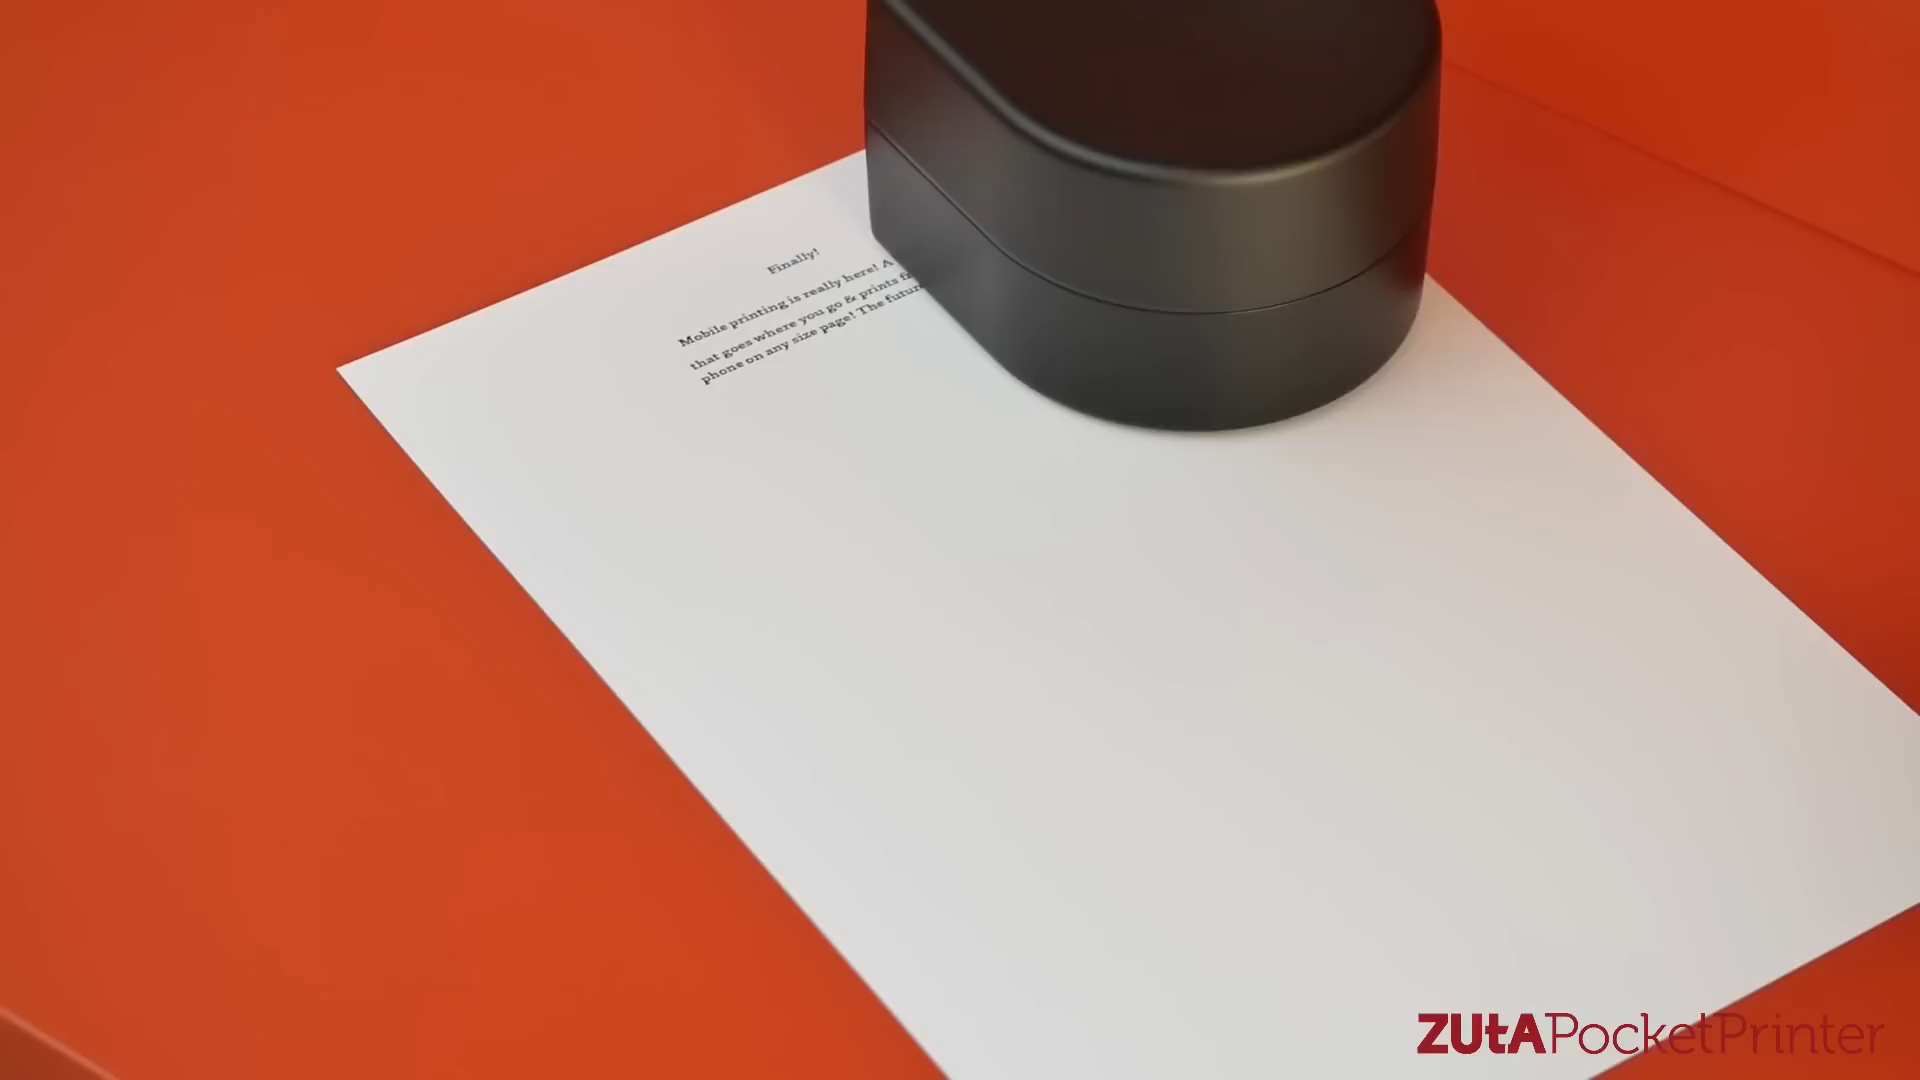 Finally!
Mobile printing is really here! A
that goes where you go & prints
phone on any size page! The future
ZUtA PocketPrinter